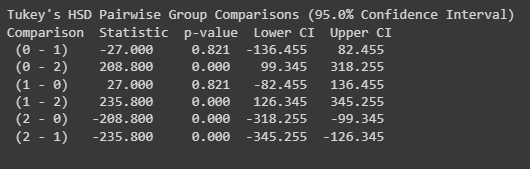 Tukey's HSD Pairwise Group Comparisons (95.0% Confidence Interval)
Comparison  Statistic  p-value  Lower CI  Upper CI
 (0 - 1)    -27.000     0.821  -136.455    82.455
 (0 - 2)    208.800     0.000    99.345   318.255
 (1 - 0)     27.000     0.821   -82.455   136.455
 (1 - 2)    235.800     0.000   126.345   345.255
 (2 - 0)   -208.800     0.000  -318.255   -99.345
 (2 - 1)   -235.800     0.000  -345.255  -126.345